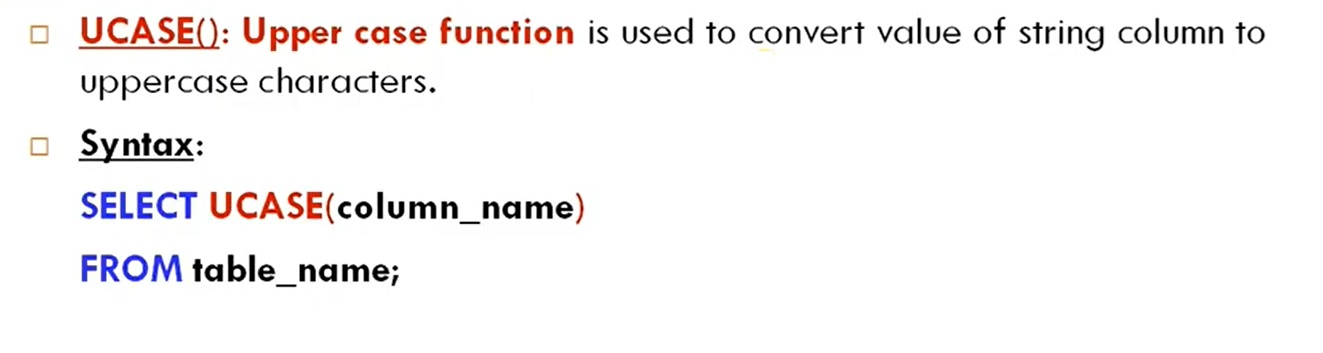 UCASE(): Upper case function is used to convert value of string column to
uppercase characters.
Syntax:
SELECT UCASE(column_name)
FROM table_name;